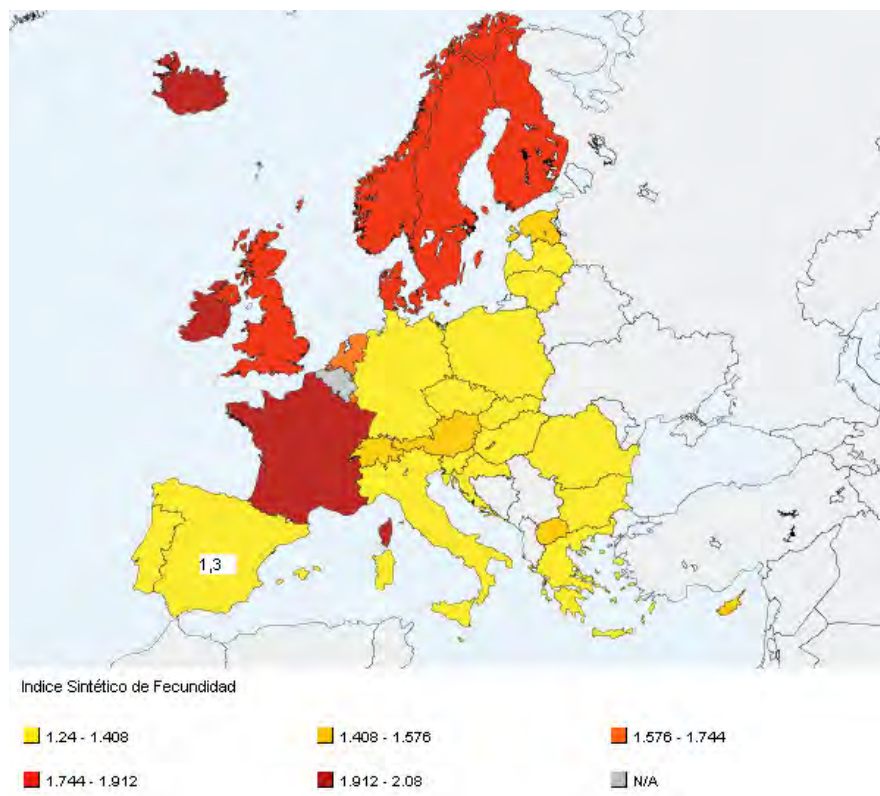 1,3
Indice Sintético de Fecundidad
1.24 - 1.408
1.408 - 1.576
1.576 - 1.744
1.744 - 1.912
1.912 - 2.08
N/A